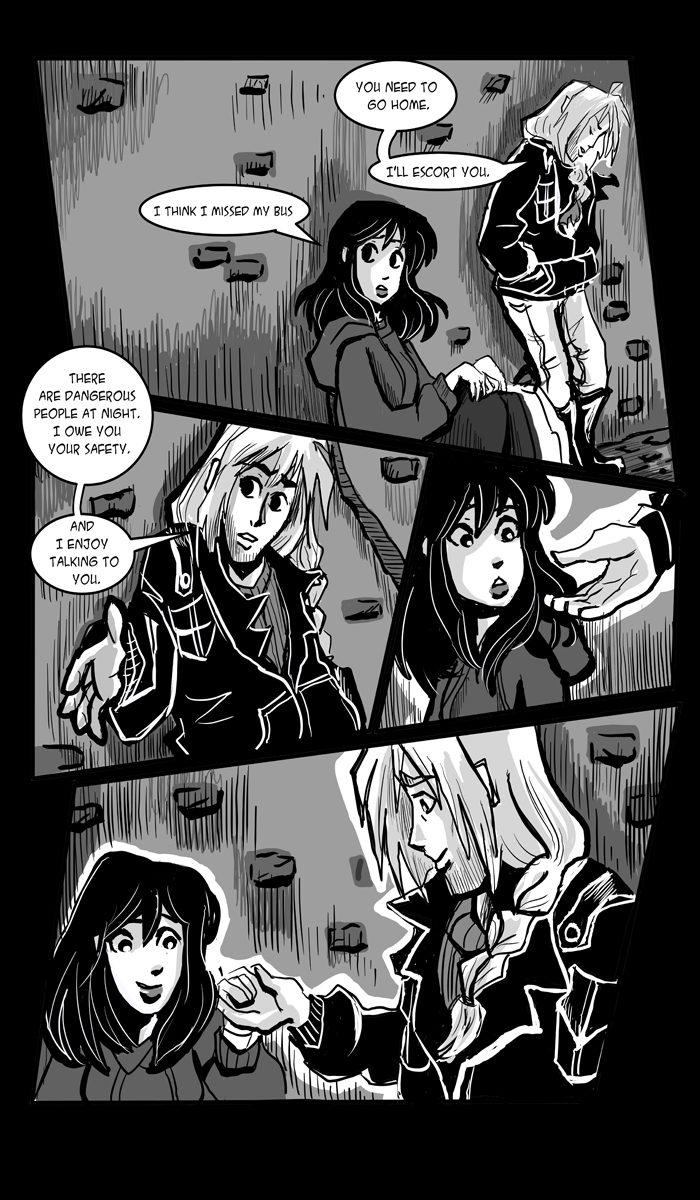 YOU NEED TO
GO HOME.
I'LL ESCORT YOU.
I THINK I MISSED MY BUS
THERE
ARE DANGEROUS
PEOPLE AT NIGHT.
I OWE YOU
YOUR SAFETY.
AND
I ENJOY
TALKING TO
YOU.